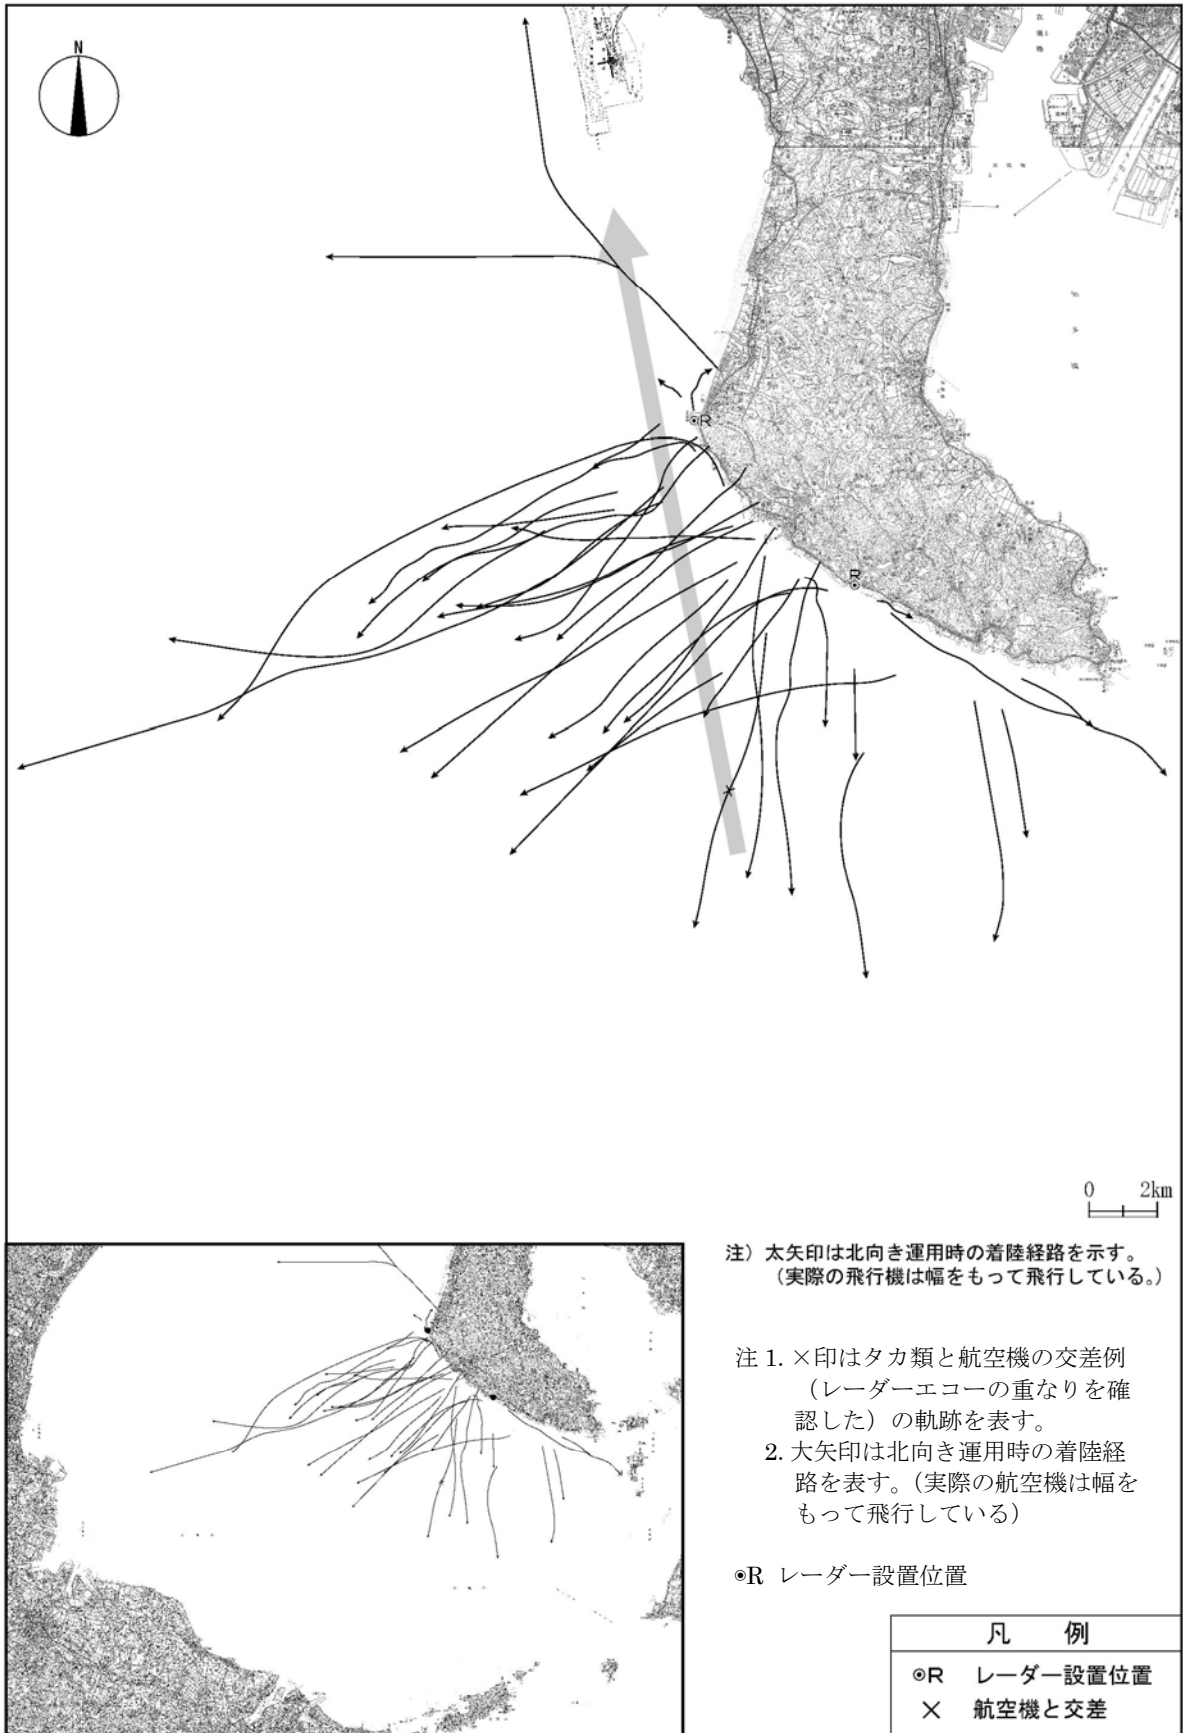 N
R
R
0 2km
注) 太矢印は北向き運用時の着陸経路を示す。
(実際の飛行機は幅をもって飛行している。)
注 1. ×印はタカ類と航空機の交差例
(レーダーエコーの重なりを確
認した)の軌跡を表す。
2. 大矢印は北向き運用時の着陸経
路を表す。(実際の航空機は幅を
もって飛行している)
◉R レーダー設置位置
凡 例
◉R レーダー設置位置
× 航空機と交差